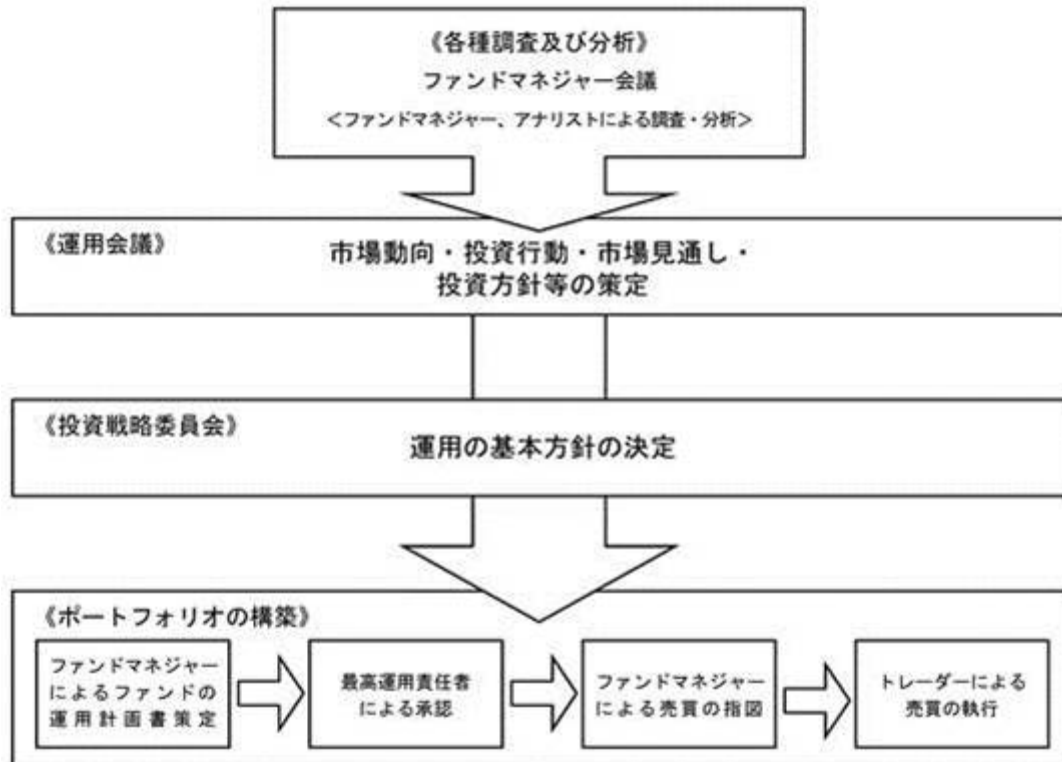 《各種調査及び分析》
ファンドマネジャー会議
<ファンドマネジャー、アナリストによる調査・分析>
《運用会議》
市場動向・投資行動・市場見通し・
投資方針等の策定
《投資戦略委員会》
運用の基本方針の決定
《ポートフォリオの構築》
ファンドマネジャー
によるファンドの
運用計画書策定
最高運用責任者
による承認
ファンドマネジャー
による売買の指図
トレーダーによる
売買の執行